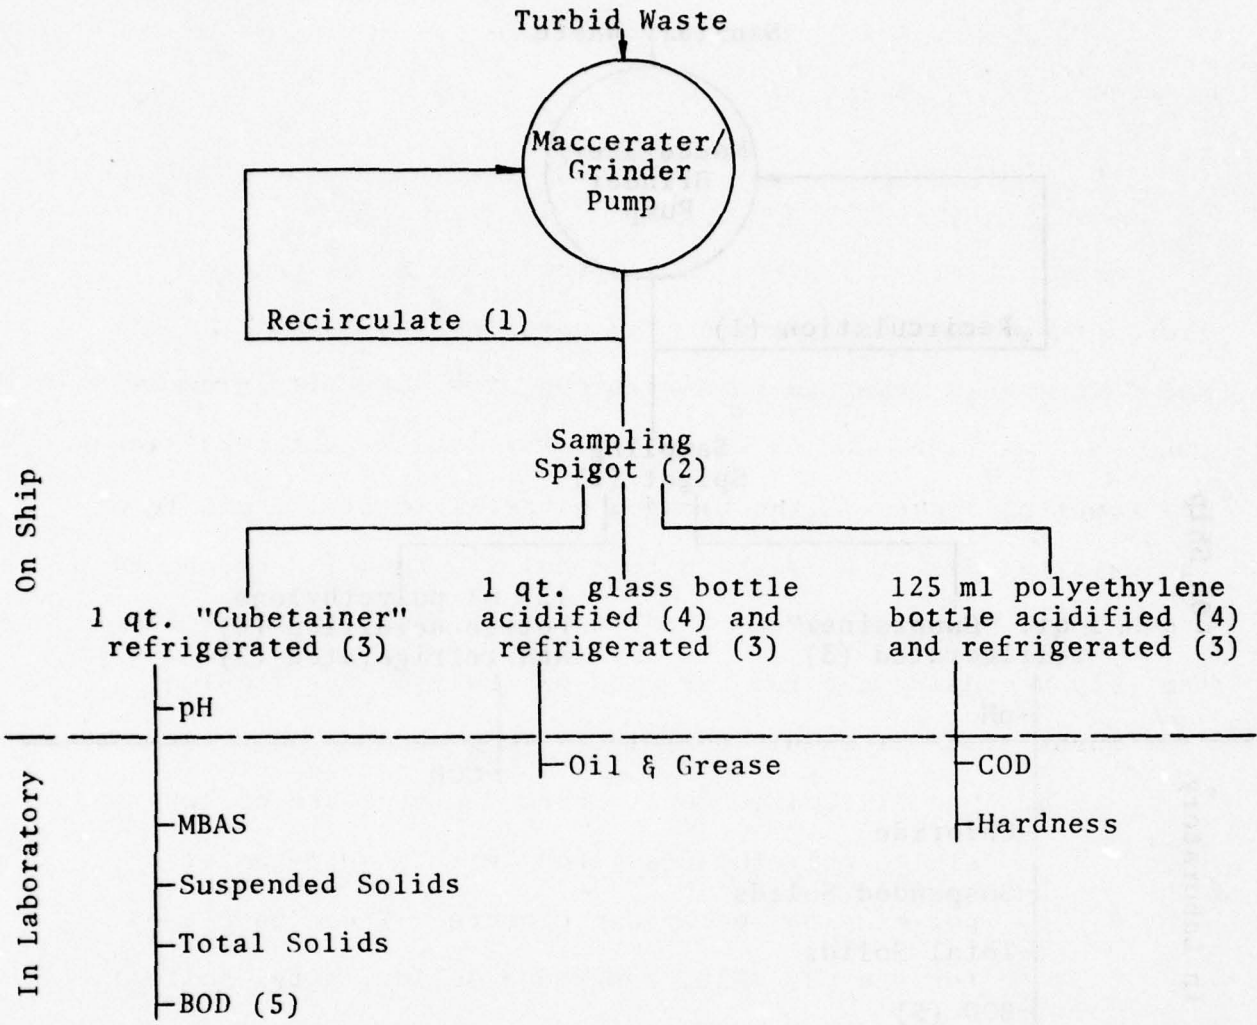 Turbid Waste
Maccerater/
Grinder
Pump
Recirculate (1)
Sampling
Spigot (2)
On Ship
1 qt. "Cubetainer"
refrigerated (3)
1 qt. glass bottle
acidified (4) and
refrigerated (3)
125 ml polyethylene
bottle acidified (4)
and refrigerated (3)
pH
In Laboratory
MBAS
Suspended Solids
Total Solids
BOD (5)
Oil & Grease
COD
Hardness